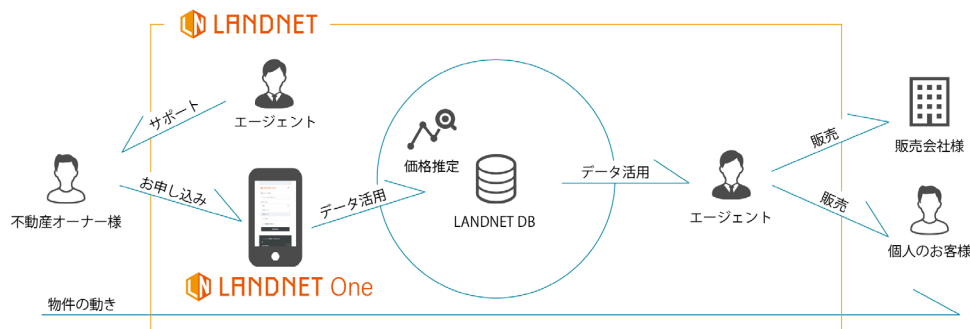 LANDNET
エージェント
サポート
不動産オーナー様
お申し込み
LANDNET One
データ活用
価格推定
LANDNET DB
データ活用
エージェント
販売
販売会社様
販売
個人のお客様
物件の動き